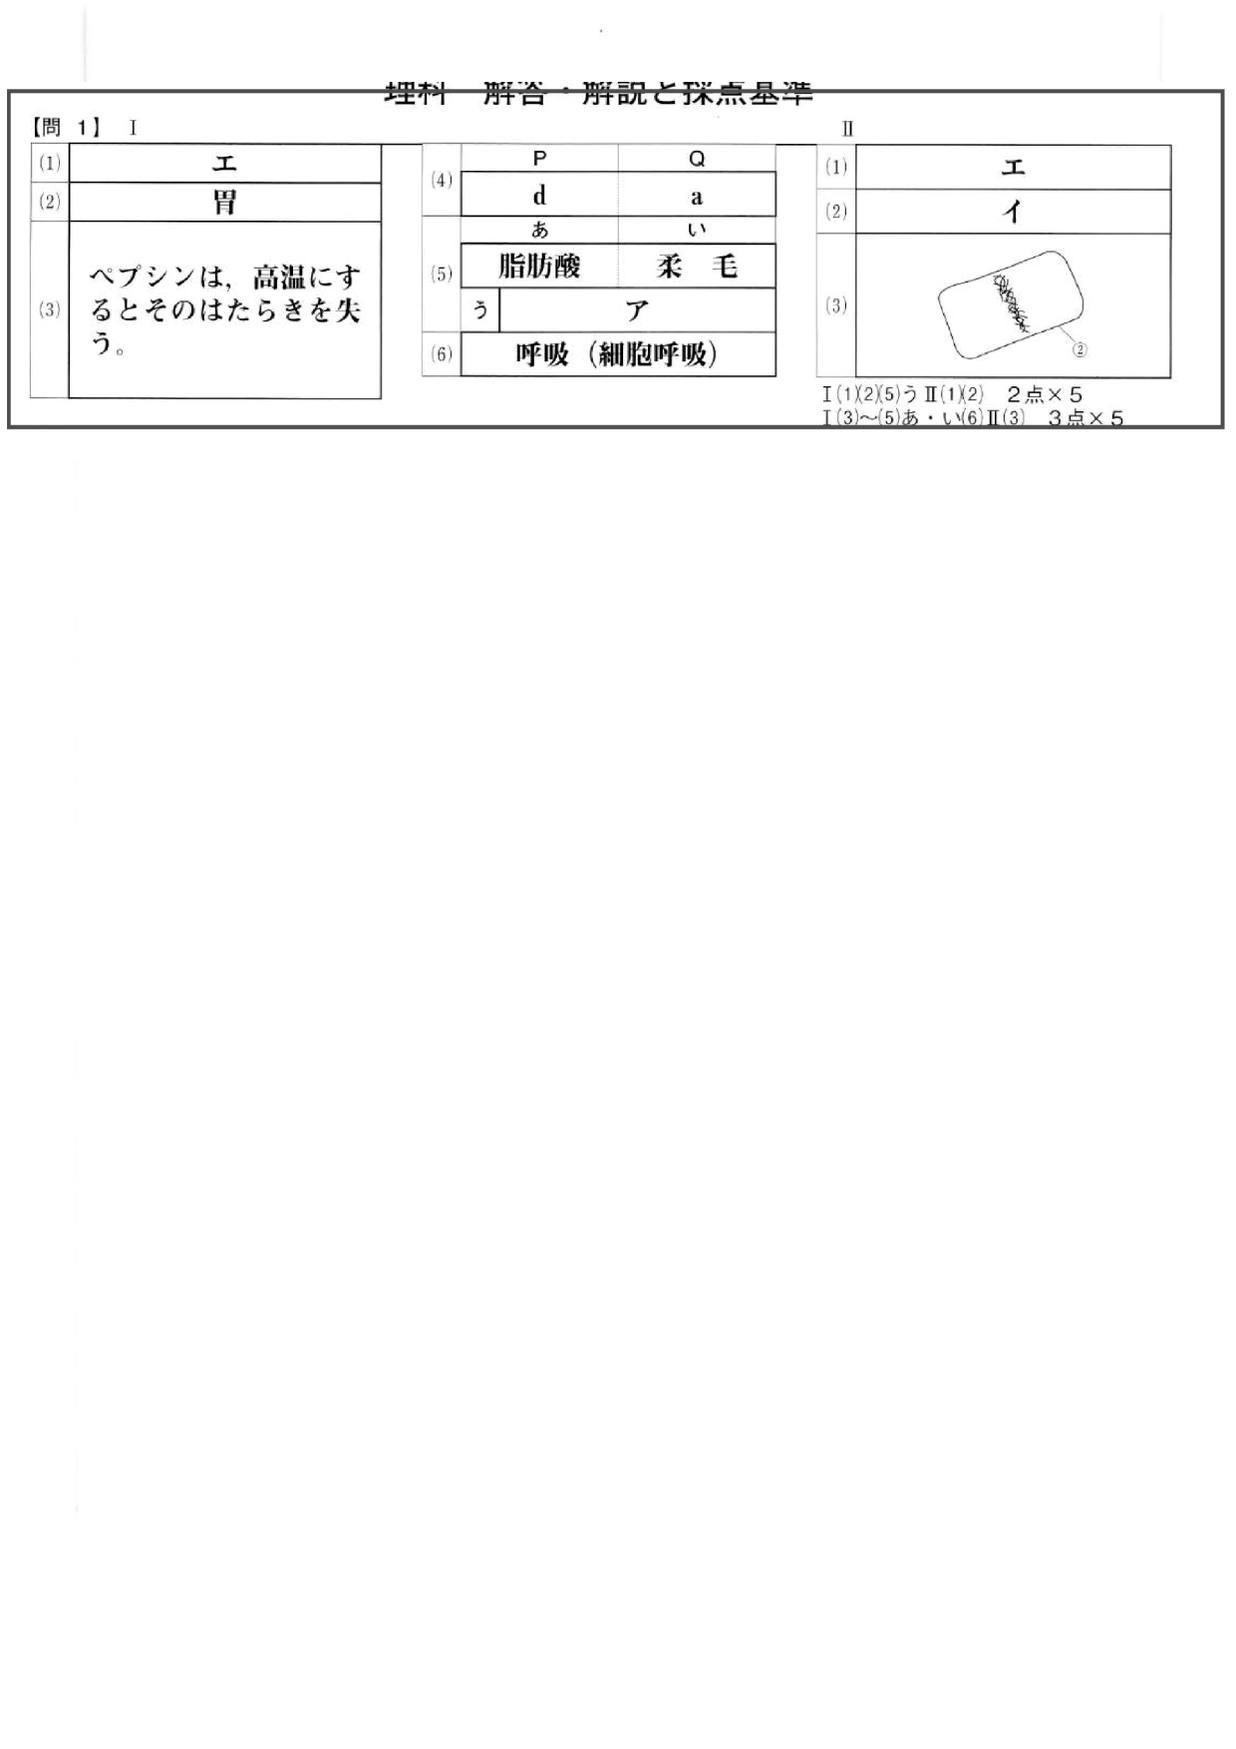 理科 解答・解説と採点基準
【問 1】 Ⅰ
(1) エ
(2) 胃
(3) ペプシンは，高温にす
るとそのはたらきを失
う。
(4) P Q
d a
(5) あ い
脂肪酸 柔 毛
う ア
(6) 呼吸（細胞呼吸）
Ⅱ
(1) エ
(2) イ
(3)
②
Ⅰ(1)(2)(5)うⅡ(1)(2) 2点×5
Ⅰ(3)〜(5)あ・い(6)Ⅱ(3) 3点×5